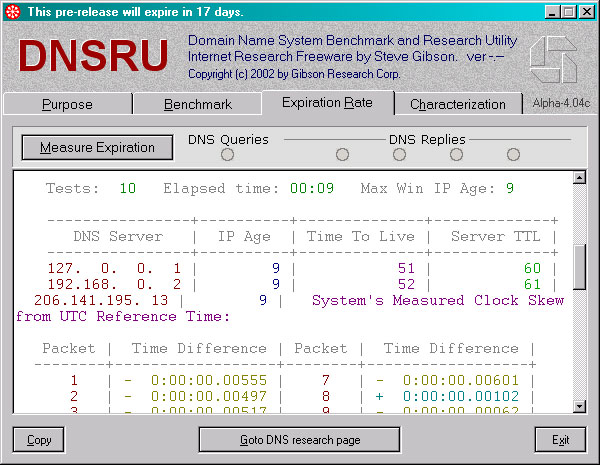 This pre-release will expire in 17 days.
DNSRU
Domain Name System Benchmark and Research Utility
Internet Research Freeware by Steve Gibson. ver -.--
Copyright (c) 2002 by Gibson Research Corp.
Purpose Benchmark Expiration Rate Characterization Alpha-4.04c
Measure Expiration DNS Queries DNS Replies
Tests: 10 Elapsed time: 00:09 Max Win IP Age: 9
--------------------+-----------+---------------+--------------+
DNS Server | IP Age | Time To Live | Server TTL |
--------------------+-----------+---------------+--------------+
127. 0. 0. 1 | 9 | 51 | 60 |
192.168. 0. 2 | 9 | 52 | 61 |
206.141.195. 13 | 9 | System's Measured Clock Skew
from UTC Reference Time:
Packet | Time Difference | Packet | Time Difference |
---------+------------------+---------+------------------+
1 | - 0:00:00.00555 | 7 | - 0:00:00.00601 |
2 | - 0:00:00.00497 | 8 | + 0:00:00.00102 |
3 | - 0:00:00.00517 | 9 | - 0:00:00.00062 |
Copy Goto DNS research page Exit